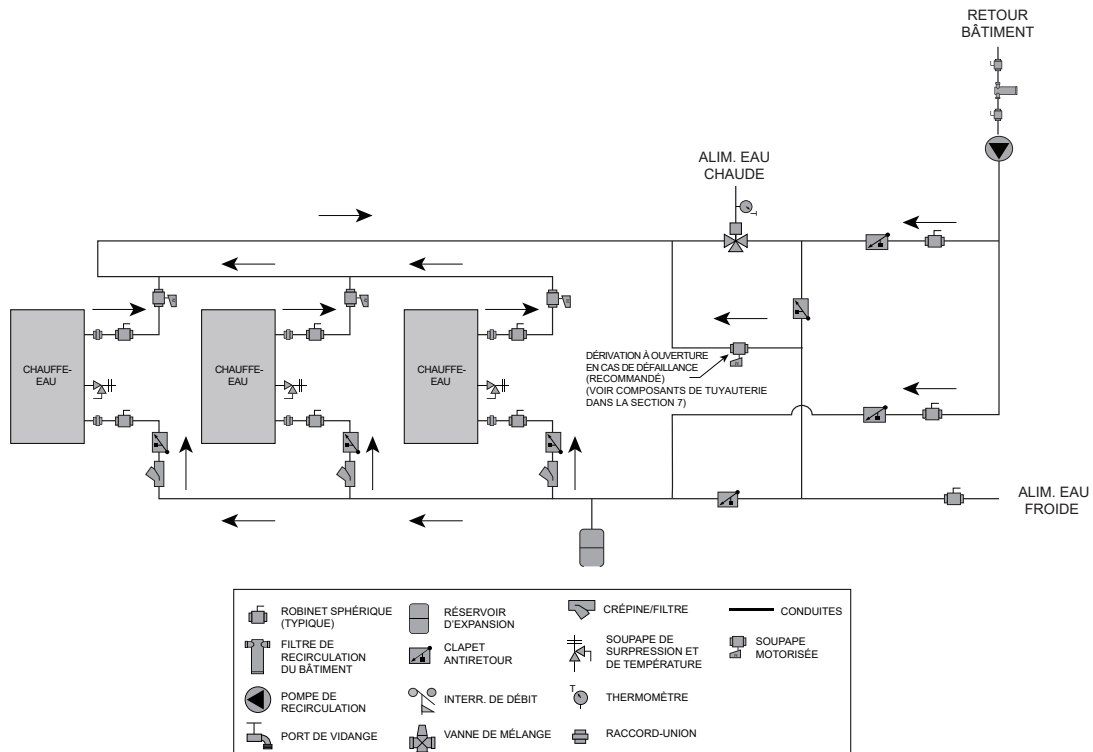 RETOUR
BÂTIMENT
ALIM. EAU
CHAUDE
T
CHAUFFE-
EAU
CHAUFFE-
EAU
CHAUFFE-
EAU
DÉRIVATION À OUVERTURE
EN CAS DE DÉFAILLANCE
(RECOMMANDÉ)
(VOIR COMPOSANTS DE TUYAUTERIE
DANS LA SECTION 7)
ALIM. EAU
FROIDE
ROBINET SPHÉRIQUE
(TYPIQUE)
FILTRE DE
RECIRCULATION
DU BÂTIMENT
POMPE DE
RECIRCULATION
PORT DE VIDANGE
RÉSERVOIR
D'EXPANSION
CLAPET
ANTIRETOUR
INTERR. DE DÉBIT
VANNE DE MÉLANGE
CRÉPINE/FILTRE
SOUPAPE DE
SURPRESSION ET
DE TEMPÉRATURE
T
THERMOMÈTRE
RACCORD-UNION
CONDUITES
SOUPAPE
MOTORISÉE